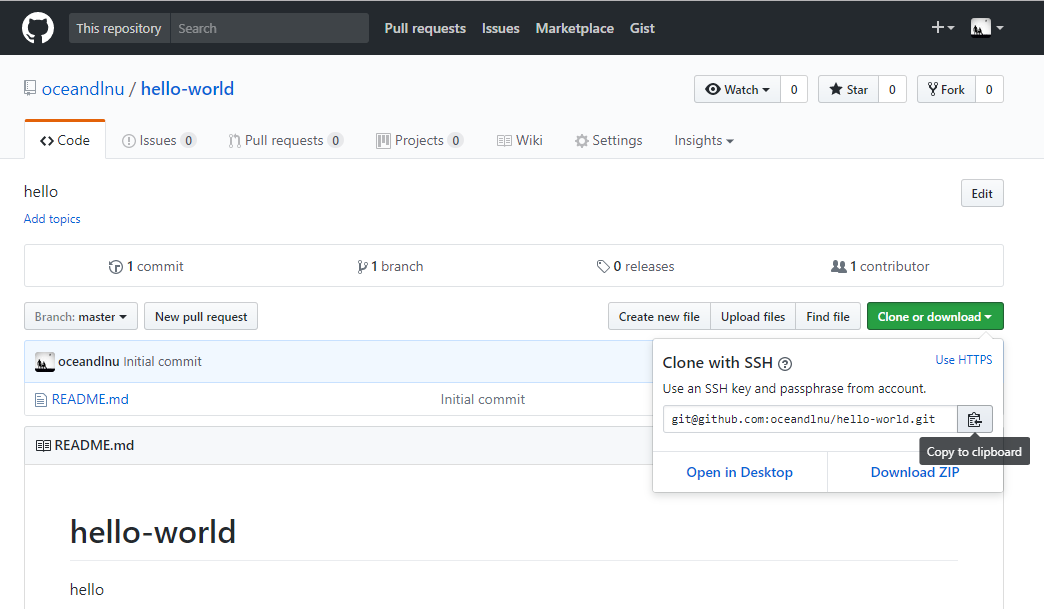 This repository Search Pull requests Issues Marketplace Gist
oceandlnu / hello-world Watch 0 Star 0 Fork 0
Code Issues 0 Pull requests 0 Projects 0 Wiki Settings Insights
hello Edit
Add topics
1 commit 1 branch 0 releases 1 contributor
Branch: master New pull request Create new file Upload files Find file Clone or download
oceandlnu Initial commit
README.md Initial commit
Clone with SSH Use HTTPS
Use an SSH key and passphrase from account.
git@github.com:oceandlnu/hello-world.git
Copy to clipboard
Open in Desktop Download ZIP
README.md
hello-world
hello